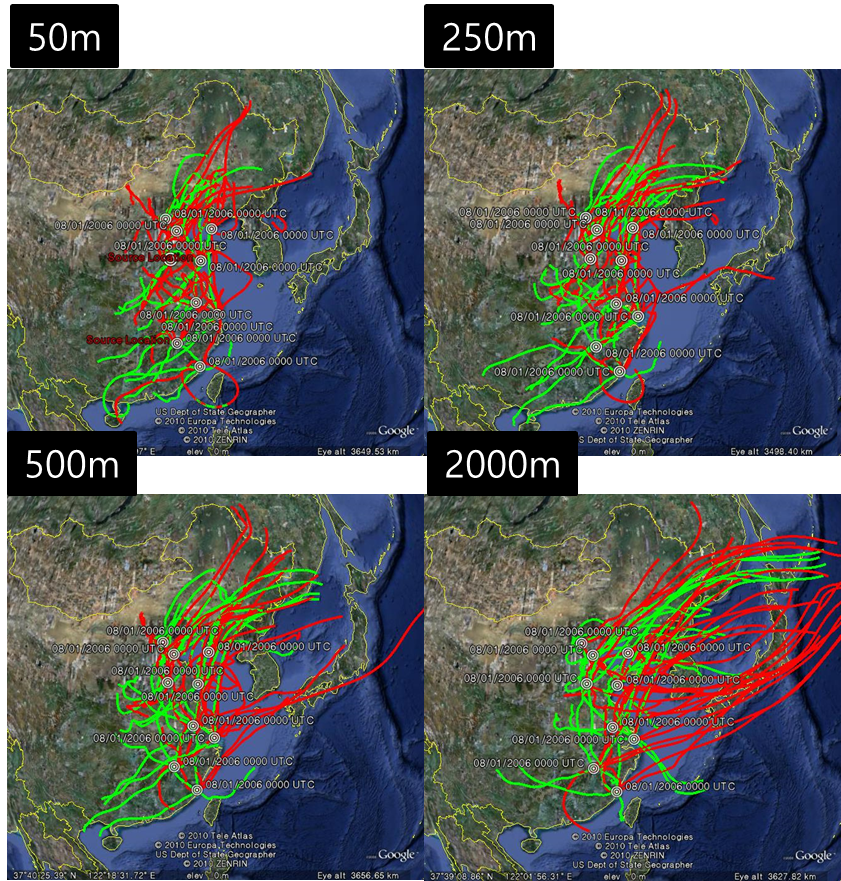 50m
250m
08/01/2006 0000 UTC
08/01/2006 0000 UTC
08/01/2006 0000 UTC
08/01/2006 0000 UTC
Source Location
08/01/2006 0000 UTC
08/01/2006 0000 UTC
08/01/2006 0000 UTC
Source Location
08/01/2006 0000 UTC
08/01/2006 0000 UTC
US Dept of State Geographer
© 2010 Europa Technologies
© 2010 Tele Atlas
© 2010 ZENRIN
Google
elev 0 m
Eye alt 3649.53 km
08/01/2006 0000 UTC
08/11/2006 0000 UTC
08/01/2006 0000 UTC
08/01/2006 0000 UTC
08/01/2006 0000 UTC
08/01/2006 0000 UTC
08/01/2006 0000 UTC
08/01/2006 0000 UTC
08/01/2006 0000 UTC
08/01/2006 0000 UTC
© 2010 Europa Technologies
© 2010 ZENRIN
© 2010 Tele Atlas
US Dept of State Geographer
Google
elev 0 m
Eye alt 3498.40 km
500m
2000m
08/01/2006 0000 UTC
08/01/2006 0000 UTC
08/01/2006 0000 UTC
08/01/2006 0000 UTC
08/01/2006 0000 UTC
08/01/2006 0000 UTC
08/01/2006 0000 UTC
08/01/2006 0000 UTC
08/01/2006 0000 UTC
© 2010 Tele Atlas
© 2010 Europa Technologies
US Dept of State Geographer
© 2010 ZENRIN
Google
37°40'25.39" N 122°18'31.72" E elev 0 m Eye alt 3656.65 km
08/01/2006 0000 UTC
08/01/2006 0000 UTC
08/01/2006 0000 UTC
08/01/2006 0000 UTC
08/01/2006 0000 UTC
08/01/2006 0000 UTC
08/01/2006 0000 UTC
08/01/2006 0000 UTC
08/01/2006 0000 UTC
© 2010 Europa Technologies
© 2010 Tele Atlas
US Dept of State Geographer
© 2010 ZENRIN
Google
37°39'08.86" N 122°01'56.31" E elev 0 m Eye alt 3627.82 km